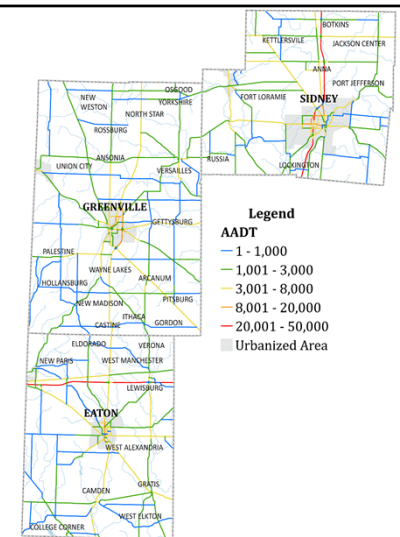 BOTKINS
KETTLERSVILE
JACKSON CENTER
ANNA
PORT JEFFERSON
FORT LORAMIE
SIDNEY
RUSSIA
LOCKINGTON
OSGOOD
NEW
WESTON
YORKSHIRE
NORTH STAR
ROSSBURG
ANSONIA
UNION CITY
VERSAILLES
GREENVILLE
GETTYSBURG
PALESTINE
WAYNE LAKES
ARCANUM
HOLLANSBURG
PITSBURG
NEW MADISON
ITHACA
CASTINE
GORDON
ELDORADO
VERONA
NEW PARIS
WEST MANCHESTER
LEWISBURG
EATON
WEST ALEXANDRIA
GRATIS
CAMDEN
WEST ELKTON
COLLEGE CORNER
Legend
AADT
1 - 1,000
1,001 - 3,000
3,001 - 8,000
8,001 - 20,000
20,001 - 50,000
Urbanized Area